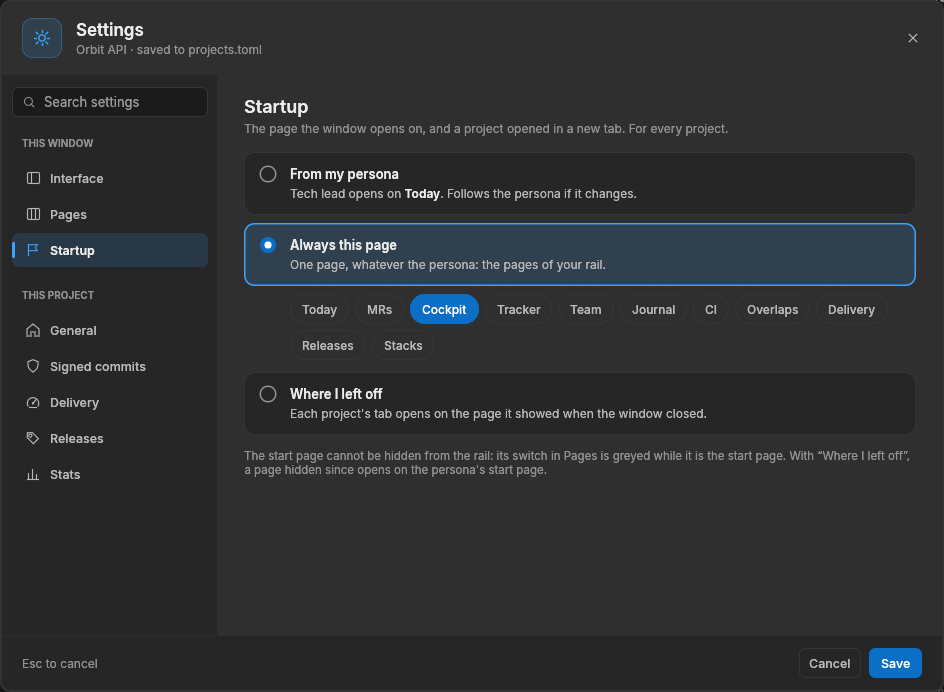 Settings
Orbit API · saved to projects.toml
Search settings
THIS WINDOW
Interface
Pages
Startup
THIS PROJECT
General
Signed commits
Delivery
Releases
Stats
Startup
The page the window opens on, and a project opened in a new tab. For every project.
From my persona
Tech lead opens on Today. Follows the persona if it changes.
Always this page
One page, whatever the persona: the pages of your rail.
Today MRs Cockpit Tracker Team Journal CI Overlaps Delivery
Releases Stacks
Where I left off
Each project's tab opens on the page it showed when the window closed.
The start page cannot be hidden from the rail: its switch in Pages is greyed while it is the start page. With “Where I left off”,
a page hidden since opens on the persona's start page.
Esc to cancel
Cancel Save